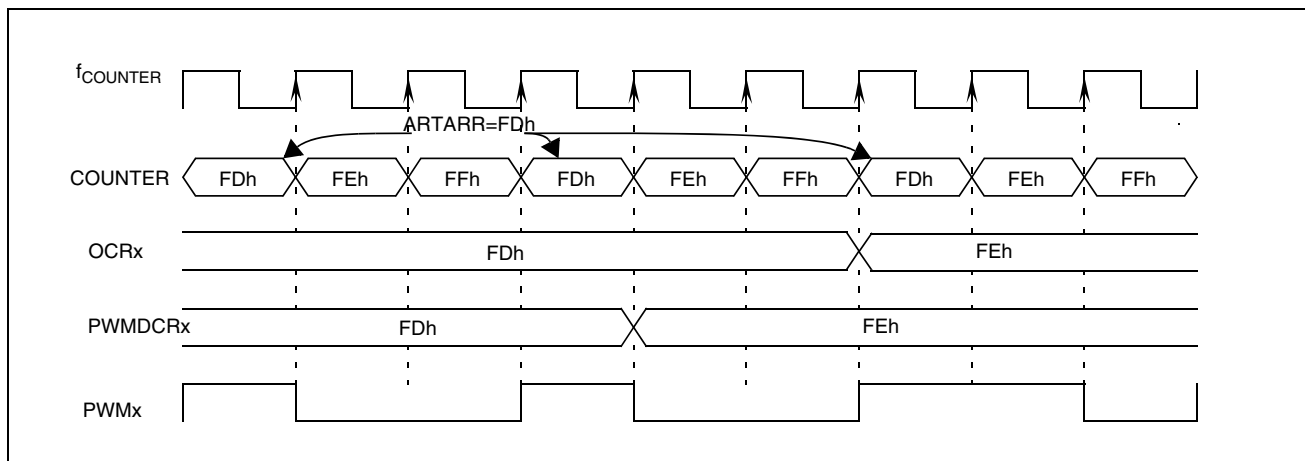 fCOUNTER
ARTARR=FDh
COUNTER FDh FEh FFh FDh FEh FFh FDh FEh FFh
OCRx FDh FEh
PWMDCRx FDh FEh
PWMx